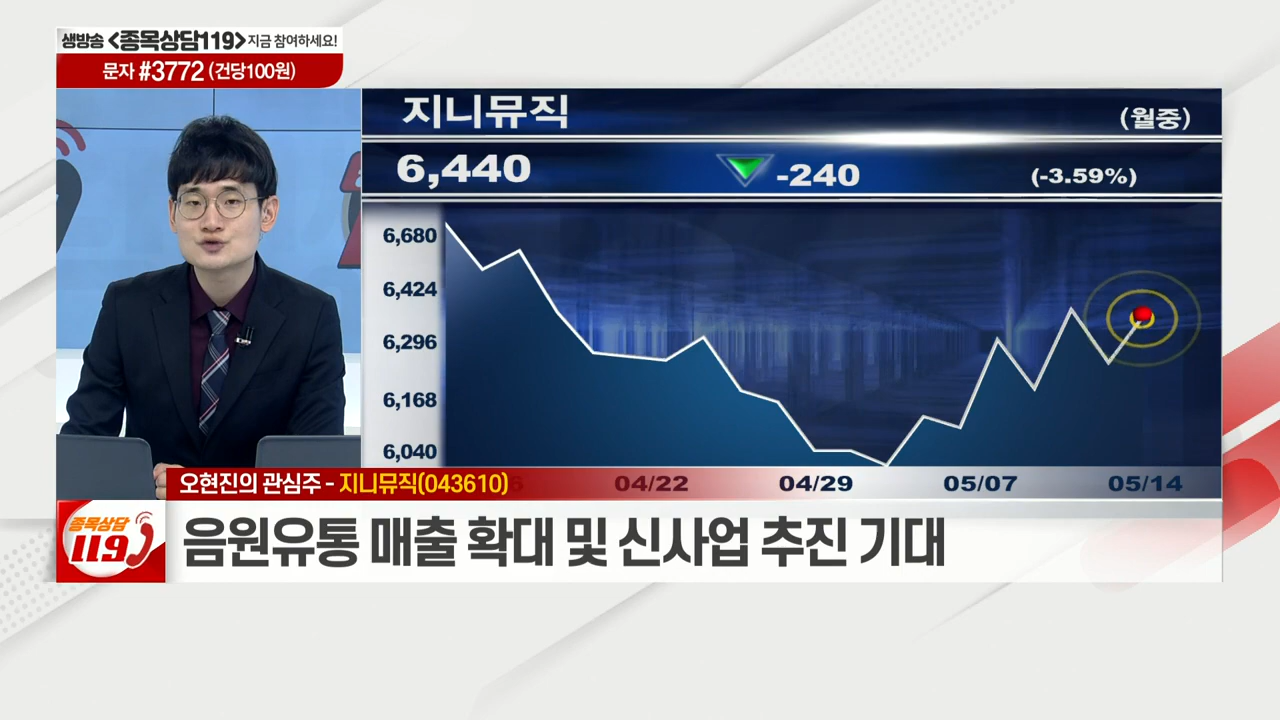 생방송 <종목상담119> 지금 참여하세요!
문자 #3772 (건당100원)
지니뮤직 (월중)
6,440 -240 (-3.59%)
6,680
6,424
6,296
6,168
6,040
04/22 04/29 05/07 05/14
오현진의 관심주 - 지니뮤직(043610)
종목상담
119
음원유통 매출 확대 및 신사업 추진 기대